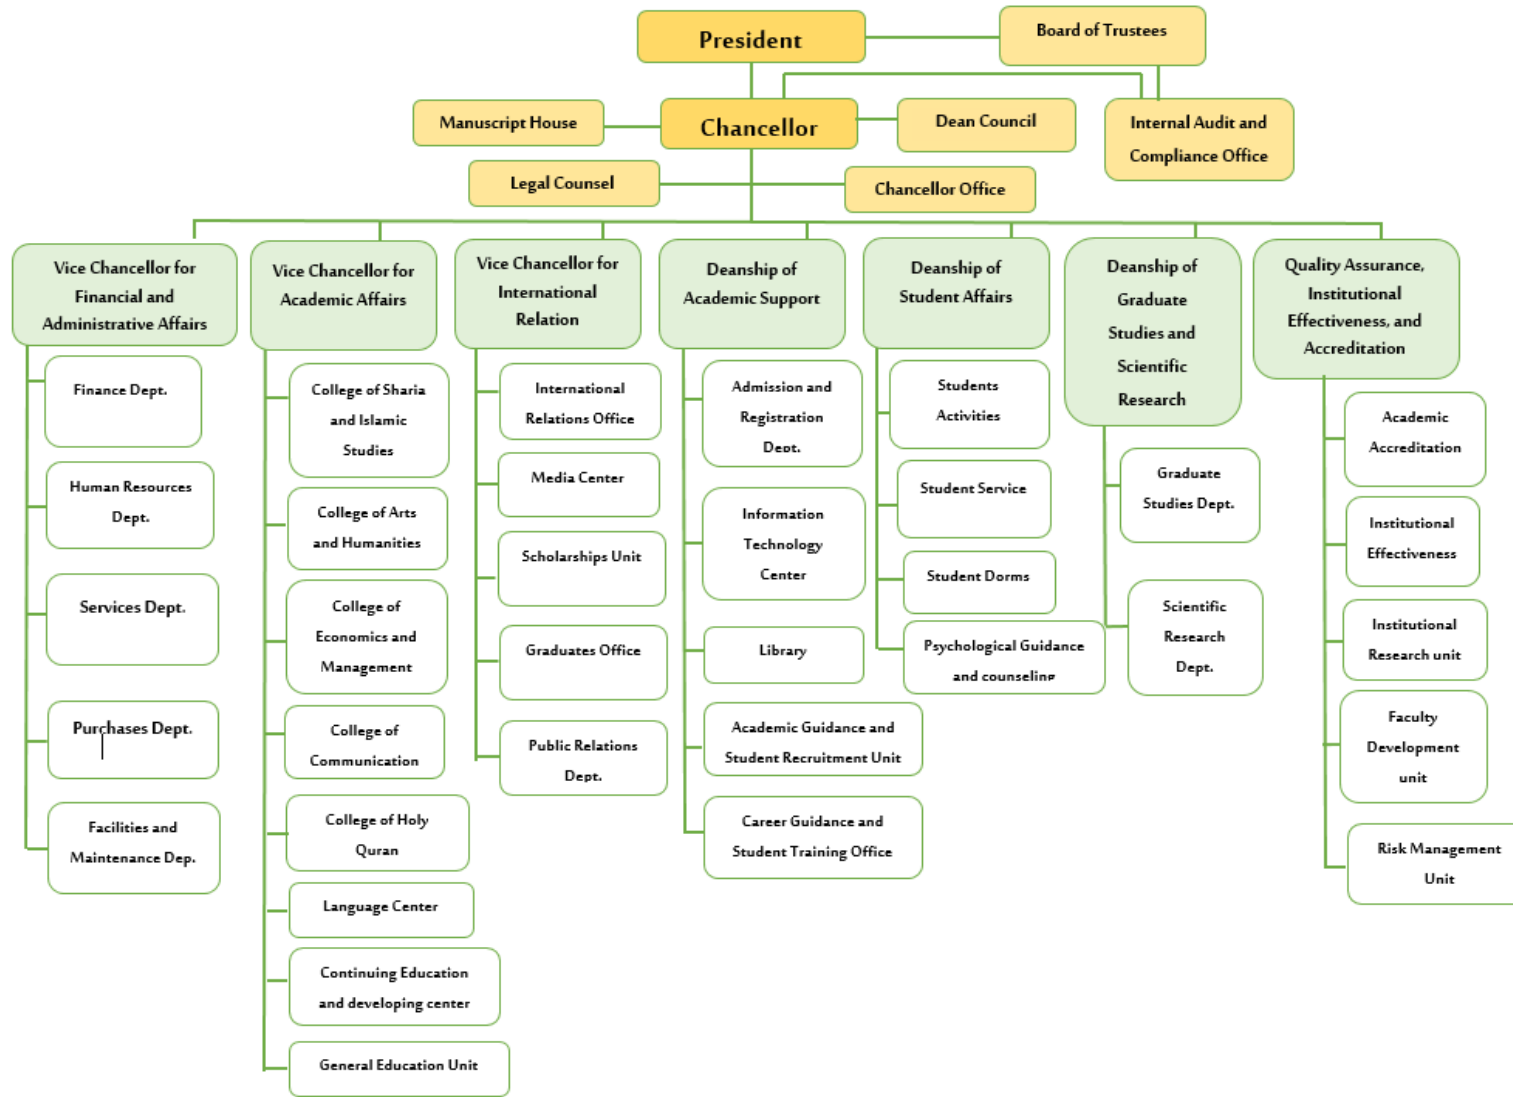 President
Board of Trustees
Manuscript House
Chancellor
Dean Council
Internal Audit and
Compliance Office
Legal Counsel
Chancellor Office
Vice Chancellor for
Financial and
Administrative Affairs
Finance Dept.
Human Resources
Dept.
Services Dept.
Purchases Dept.
Facilities and
Maintenance Dep.
Vice Chancellor for
Academic Affairs
College of Sharia
and Islamic
Studies
College of Arts
and Humanities
College of
Economics and
Management
College of
Communication
College of Holy
Quran
Language Center
Continuing Education
and developing center
General Education Unit
Vice Chancellor for
International
Relation
International
Relations Office
Media Center
Scholarships Unit
Graduates Office
Public Relations
Dept.
Deanship of
Academic Support
Admission and
Registration
Dept.
Information
Technology
Center
Library
Academic Guidance and
Student Recruitment Unit
Career Guidance and
Student Training Office
Deanship of
Student Affairs
Students
Activities
Student Service
Student Dorms
Psychological Guidance
and counseling
Deanship of
Graduate
Studies and
Scientific
Research
Graduate
Studies Dept.
Scientific
Research
Dept.
Quality Assurance,
Institutional
Effectiveness, and
Accreditation
Academic
Accreditation
Institutional
Effectiveness
Institutional
Research unit
Faculty
Development
unit
Risk Management
Unit